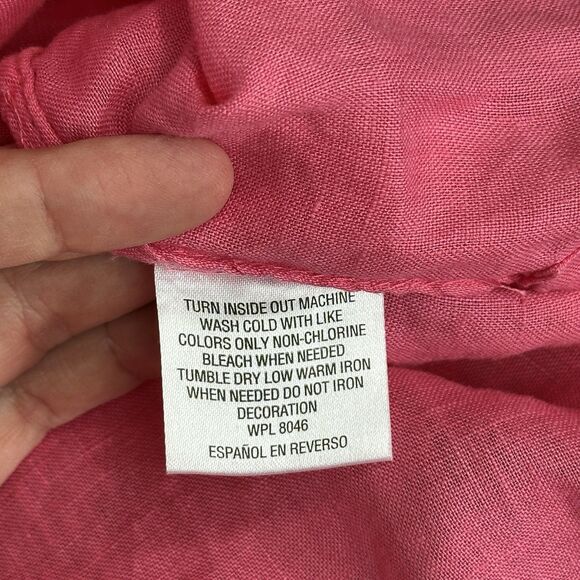 TURN INSIDE OUT MACHINE
WASH COLD WITH LIKE
COLORS ONLY NON-CHLORINE
BLEACH WHEN NEEDED
TUMBLE DRY LOW WARM IRON
WHEN NEEDED DO NOT IRON
DECORATION
WPL 8046
ESPAÑOL EN REVERSO